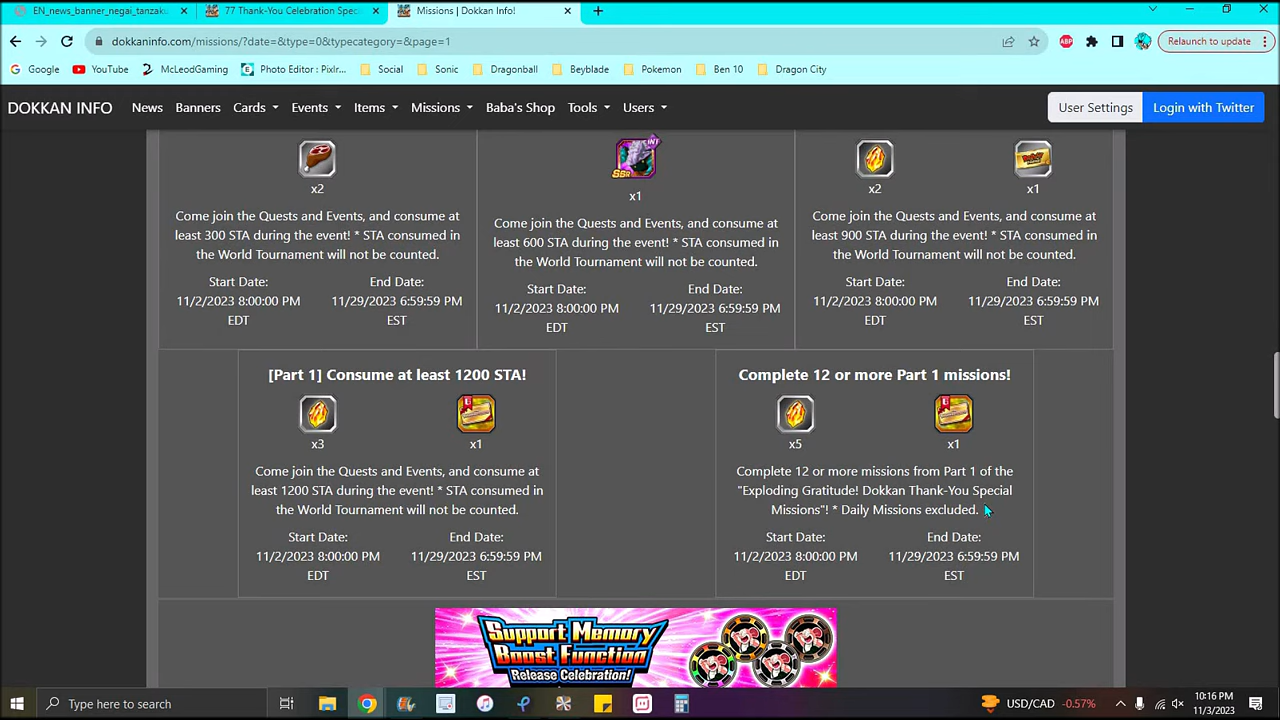 EN_news_banner_negai_tanzaku
77 Thank-You Celebration Spec
Missions | Dokkan Info!
dokkaninfo.com/missions/?date=&type=0&typecategory=&page=1
ABP
Relaunch to update
Google
YouTube
McLeodGaming
Photo Editor : Pixlr...
Social
Sonic
Dragonball
Beyblade
Pokemon
Ben 10
Dragon City
DOKKAN INFO
News
Banners
Cards
Events
Items
Missions
Baba's Shop
Tools
Users
User Settings
Login with Twitter
x2
Come join the Quests and Events, and consume at
least 300 STA during the event! * STA consumed in
the World Tournament will not be counted.
Start Date:
11/2/2023 8:00:00 PM
EDT
End Date:
11/29/2023 6:59:59 PM
EST
INT
SSR
x1
Come join the Quests and Events, and consume at
least 600 STA during the event! * STA consumed in
the World Tournament will not be counted.
Start Date:
11/2/2023 8:00:00 PM
EDT
End Date:
11/29/2023 6:59:59 PM
EST
x2
x1
Come join the Quests and Events, and consume at
least 900 STA during the event! * STA consumed in
the World Tournament will not be counted.
Start Date:
11/2/2023 8:00:00 PM
EDT
End Date:
11/29/2023 6:59:59 PM
EST
[Part 1] Consume at least 1200 STA!
x3
x1
Come join the Quests and Events, and consume at
least 1200 STA during the event! * STA consumed in
the World Tournament will not be counted.
Start Date:
11/2/2023 8:00:00 PM
EDT
End Date:
11/29/2023 6:59:59 PM
EST
Complete 12 or more Part 1 missions!
x5
x1
Complete 12 or more missions from Part 1 of the
"Exploding Gratitude! Dokkan Thank-You Special
Missions"! * Daily Missions excluded.
Start Date:
11/2/2023 8:00:00 PM
EDT
End Date:
11/29/2023 6:59:59 PM
EST
Support Memory
Boost Function
Release Celebration!
Type here to search
USD/CAD -0.57%
10:16 PM
11/3/2023